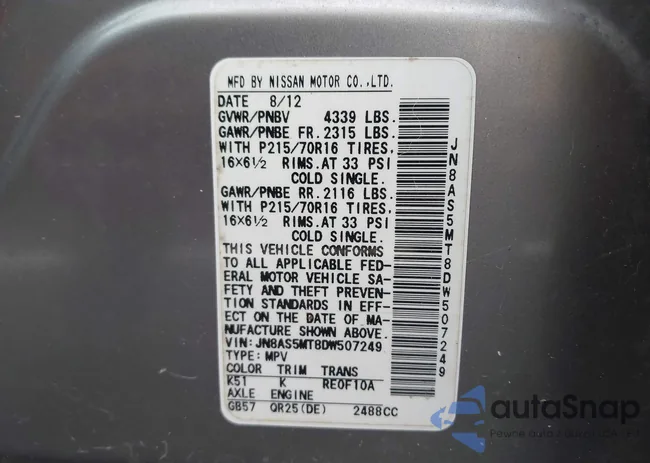 MFD BY NISSAN MOTOR CO.,LTD.
DATE 8/12
GVWR/PNBV 4339 LBS.
GAWR/PNBE FR. 2315 LBS.
WITH P215/70R16 TIRES,
16X6½ RIMS.AT 33 PSI
COLD SINGLE.
GAWR/PNBE RR. 2116 LBS.
WITH P215/70R16 TIRES,
16X6½ RIMS.AT 33 PSI
COLD SINGLE.
THIS VEHICLE CONFORMS
TO ALL APPLICABLE FED-
ERAL MOTOR VEHICLE SA-
FETY AND THEFT PREVEN-
TION STANDARDS IN EFF-
ECT ON THE DATE OF MA-
NUFACTURE SHOWN ABOVE.
VIN: JN8AS5MT8DW507249
TYPE: MPV
COLOR TRIM TRANS
K51 K RE0F10A
AXLE ENGINE
GB57 QR25(DE) 2488CC
JN8AS5MT8DW507249
autoSnap
Pewne auto z